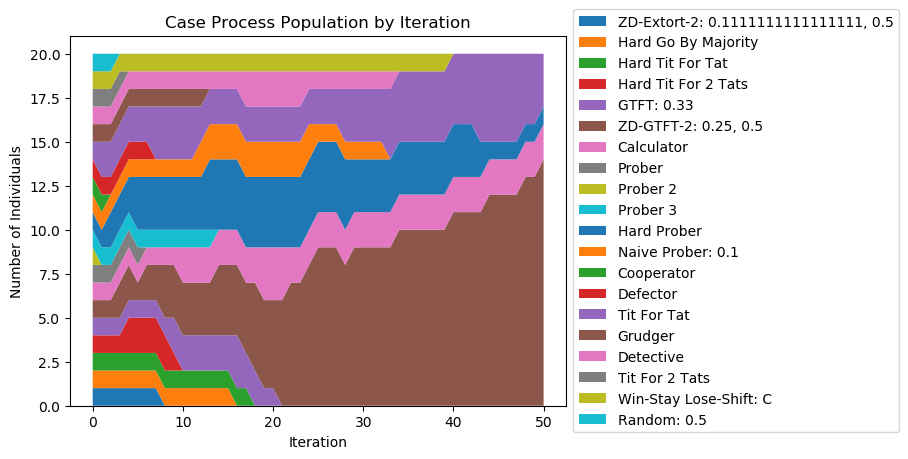 Case Process Population by Iteration
Number of Individuals
20.0
17.5
15.0
12.5
10.0
7.5
5.0
2.5
0.0
0 10 20 30 40 50
Iteration
ZD-Extort-2: 0.1111111111111111, 0.5
Hard Go By Majority
Hard Tit For Tat
Hard Tit For 2 Tats
GTFT: 0.33
ZD-GTFT-2: 0.25, 0.5
Calculator
Prober
Prober 2
Prober 3
Hard Prober
Naive Prober: 0.1
Cooperator
Defector
Tit For Tat
Grudger
Detective
Tit For 2 Tats
Win-Stay Lose-Shift: C
Random: 0.5